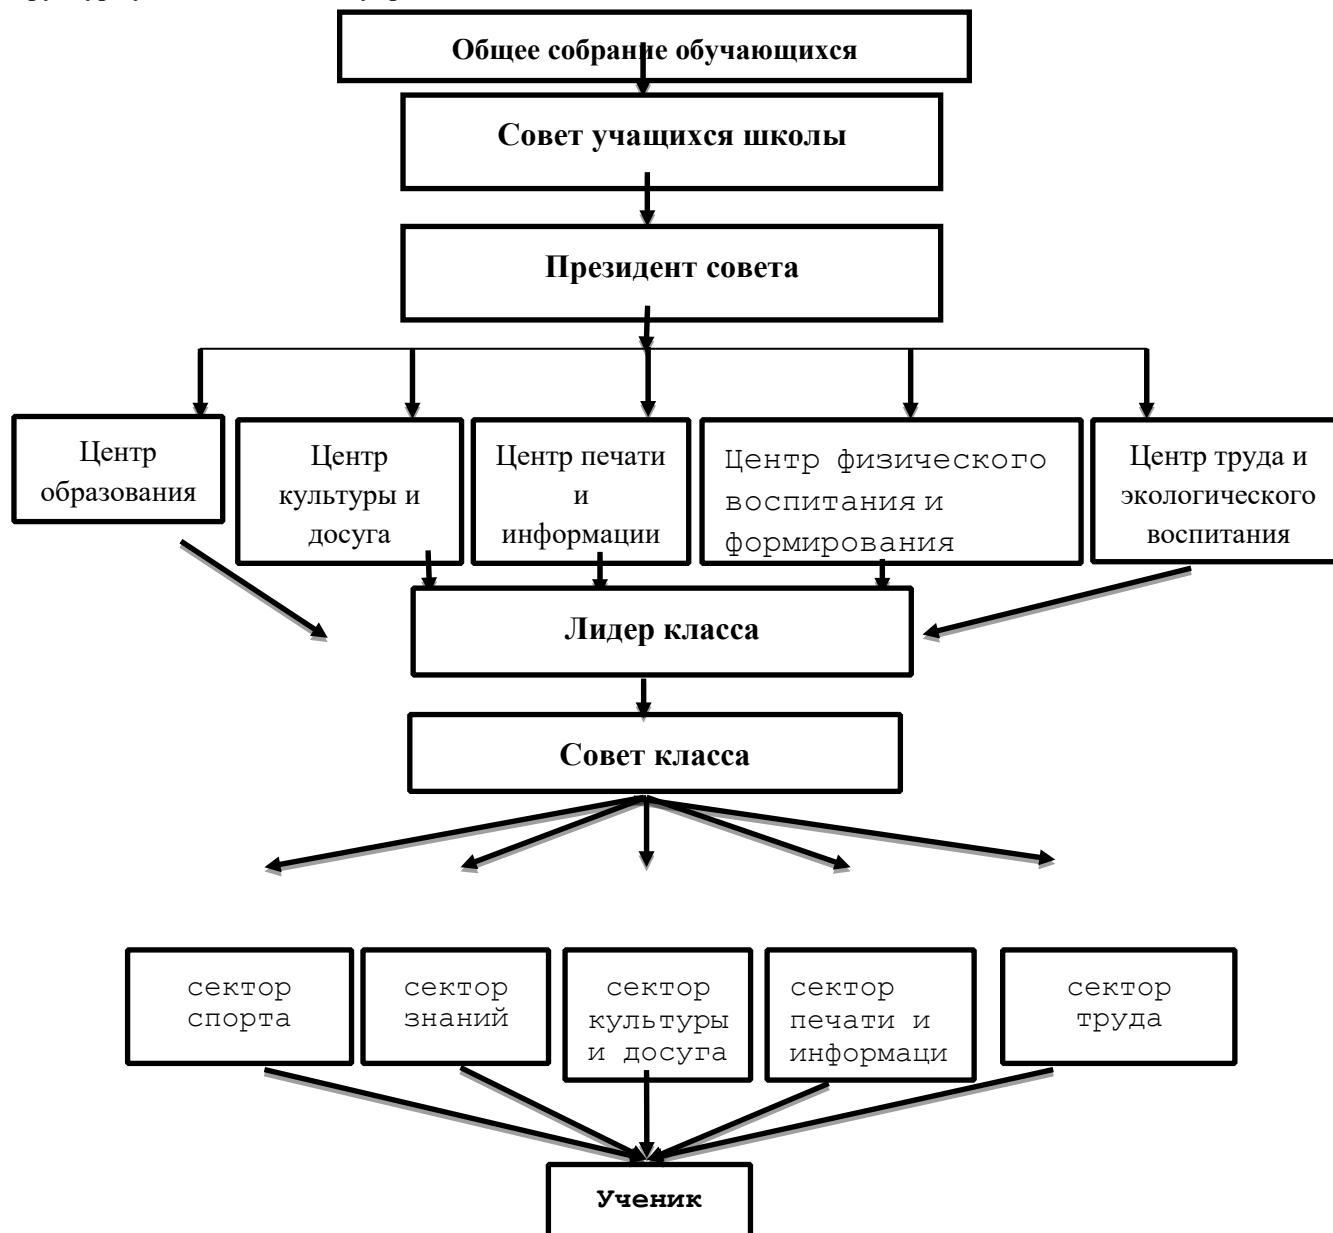 Общее собрание обучающихся
Совет учащихся школы
Президент совета
Центр
образования
Центр
культуры и
досуга
Центр печати
и
информации
Центр физического
воспитания и
формирования
Центр труда и
экологического
воспитания
Лидер класса
Совет класса
сектор
спорта
сектор
знаний
сектор
культуры
и досуга
сектор
печати и
информаци
сектор
труда
Ученик